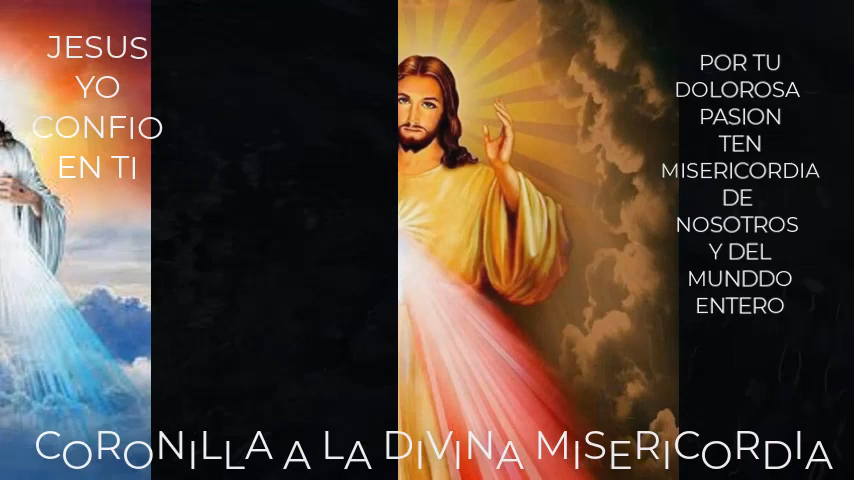 JESUS
YO
CONFIO
EN TI
POR TU
DOLOROSA
PASION
TEN
MISERICORDIA
DE
NOSOTROS
Y DEL
MUNDDO
ENTERO
CORONILLA A LA DIVINA MISERICORDIA